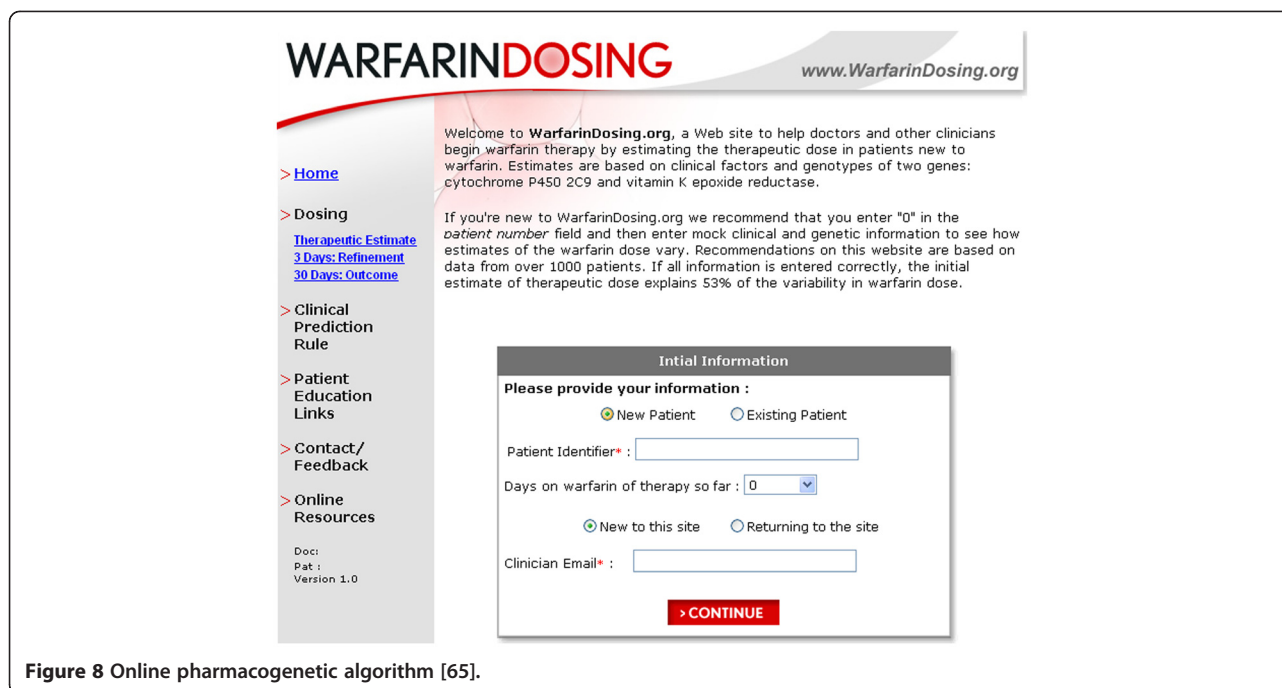 WARFARINDOSING
www.WarfarinDosing.org
Welcome to WarfarinDosing.org, a Web site to help doctors and other clinicians
begin warfarin therapy by estimating the therapeutic dose in patients new to
warfarin. Estimates are based on clinical factors and genotypes of two genes:
cytochrome P450 2C9 and vitamin K epoxide reductase.
If you're new to WarfarinDosing.org we recommend that you enter "0" in the
patient number field and then enter mock clinical and genetic information to see how
estimates of the warfarin dose vary. Recommendations on this website are based on
data from over 1000 patients. If all information is entered correctly, the initial
estimate of therapeutic dose explains 53% of the variability in warfarin dose.
> Home
> Dosing
Therapeutic Estimate
3 Days: Refinement
30 Days: Outcome
> Clinical
Prediction
Rule
> Patient
Education
Links
> Contact/
Feedback
> Online
Resources
Doc:
Pat :
Version 1.0
Intial Information
Please provide your information :
New Patient Existing Patient
Patient Identifier* :
Days on warfarin of therapy so far : 0
New to this site Returning to the site
Clinician Email* :
> CONTINUE
Figure 8 Online pharmacogenetic algorithm [65].